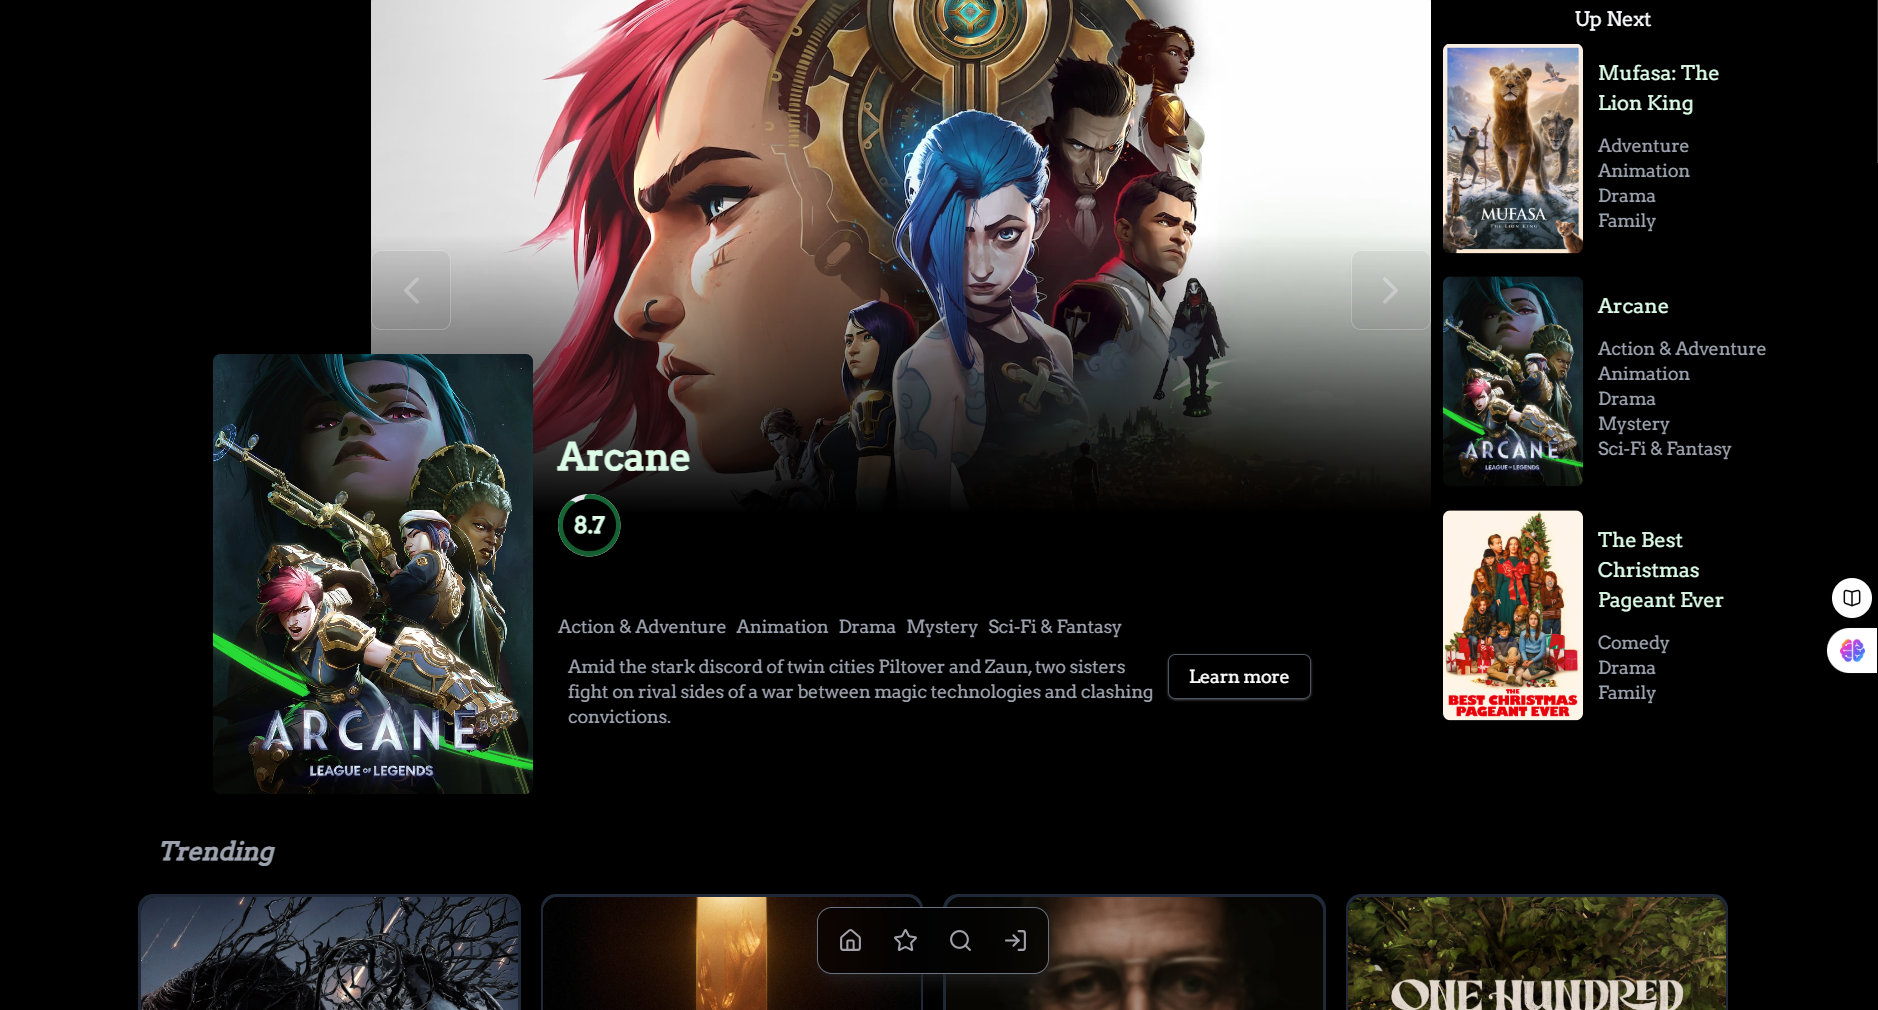 Up Next
Mufasa: The
Lion King
Adventure
Animation
Drama
Family
MUFASA
THE LION KING
Arcane
Action & Adventure
Animation
Drama
Mystery
Sci-Fi & Fantasy
ARCANE
LEAGUE OF LEGENDS
The Best
Christmas
Pageant Ever
Comedy
Drama
Family
THE
BEST CHRISTMAS
PAGEANT EVER
ARCANE
LEAGUE OF LEGENDS
Arcane
8.7
Action & Adventure Animation Drama Mystery Sci-Fi & Fantasy
Amid the stark discord of twin cities Piltover and Zaun, two sisters
fight on rival sides of a war between magic technologies and clashing
convictions.
Learn more
Trending
ONE HUNDRED